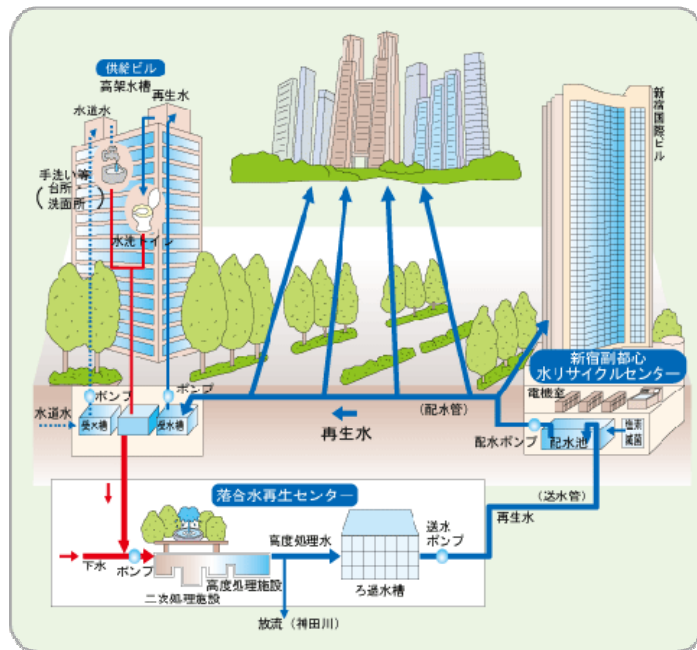 供給ビル
高架水槽
水道水
再生水
手洗い等
台所・
洗面所
水洗トイレ
新宿国際ビル
新宿副都心
水リサイクルセンター
電機室
ポンプ
ポンプ
水道水
受水槽
受水槽
再生水
(配水管)
配水ポンプ
配水池
塩素
滅菌
落合水再生センター
(送水管)
再生水
高度処理水
送水
ポンプ
下水
ポンプ
高度処理施設
二次処理施設
ろ過水槽
放流(神田川)